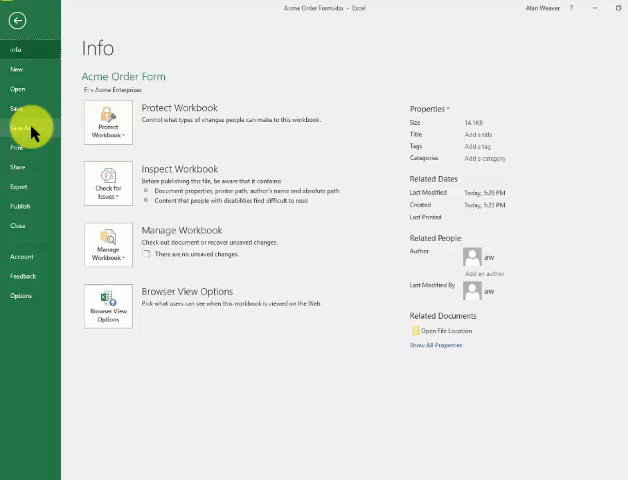 Acme Order Form.xlsx - Excel
Alan Weaver
?
Info
New
Open
Save
Save As
Print
Share
Export
Publish
Close
Account
Feedback
Options
Info
Acme Order Form
F: » Acme Enterprises
Protect Workbook
Protect Workbook
Control what types of changes people can make to this workbook.
Check for Issues
Inspect Workbook
Before publishing this file, be aware that it contains:
Document properties, printer path, author's name and absolute path
Content that people with disabilities find difficult to read
Manage Workbook
Manage Workbook
Check out document or recover unsaved changes.
There are no unsaved changes.
Browser View Options
Browser View Options
Pick what users can see when this workbook is viewed on the Web.
Properties
Size 14.1KB
Title Add a title
Tags Add a tag
Categories Add a category
Related Dates
Last Modified Today, 5:29 PM
Created Today, 5:23 PM
Last Printed
Related People
Author aw
Add an author
Last Modified By aw
Related Documents
Open File Location
Show All Properties